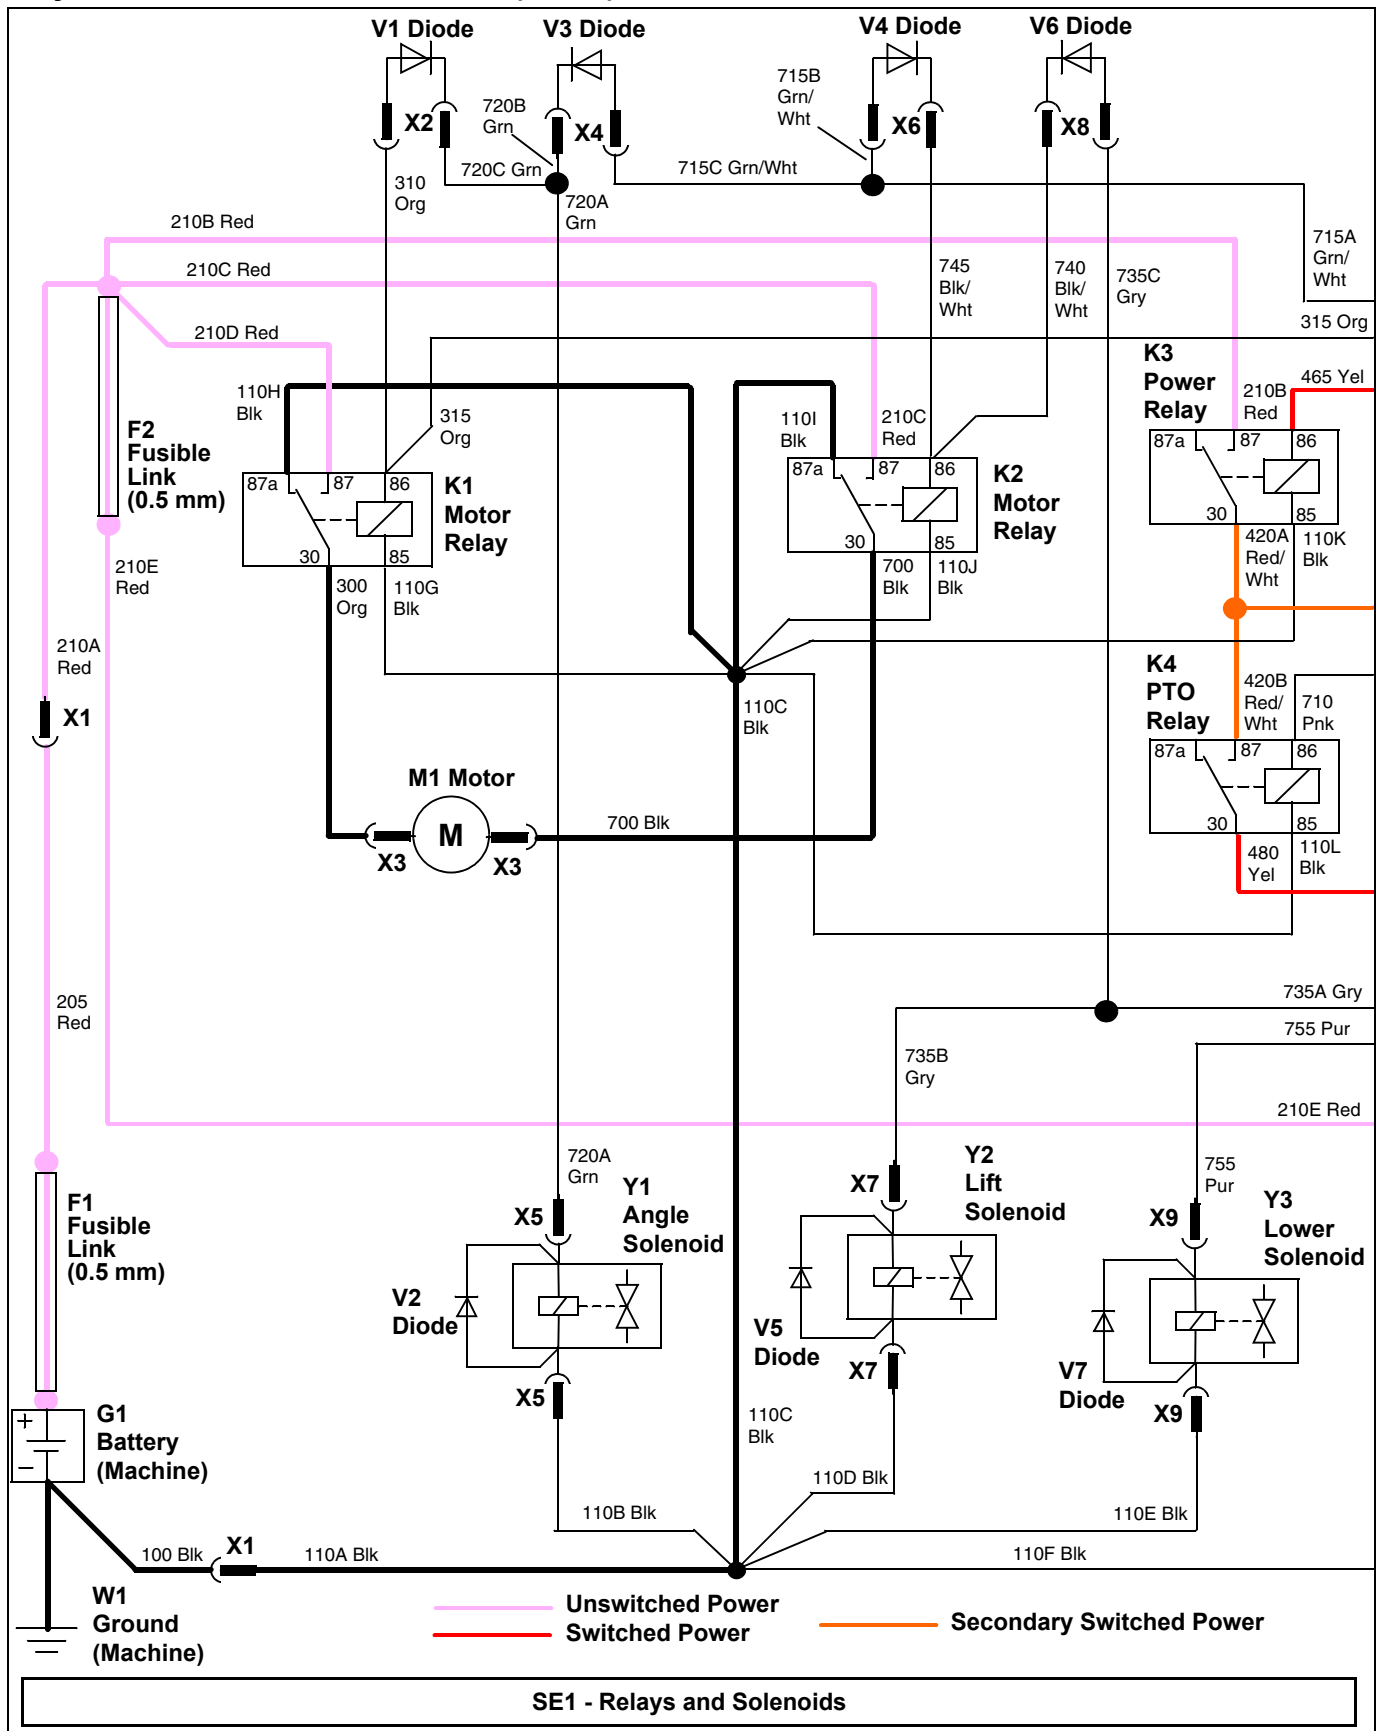 V1 Diode
V3 Diode
V4 Diode
V6 Diode
X2
720B
Grn
X4
715B
Grn/
Wht
X6
X8
310
Org
720C Grn
720A
Grn
715C Grn/Wht
210B Red
210C Red
210D Red
745
Blk/
Wht
740
Blk/
Wht
735C
Gry
715A
Grn/
Wht
315 Org
110H
Blk
315
Org
110I
Blk
210C
Red
K3
Power
Relay
210B
Red
465 Yel
F2
Fusible
Link
(0.5 mm)
87a
87
86
30
85
K1
Motor
Relay
87a
87
86
30
85
K2
Motor
Relay
87a
87
86
30
85
210E
Red
300
Org
110G
Blk
700
Blk
110J
Blk
420A
Red/
Wht
110K
Blk
210A
Red
X1
110C
Blk
K4
PTO
Relay
420B
Red/
Wht
710
Pnk
87a
87
86
30
85
M1 Motor
M
X3
X3
700 Blk
480
Yel
110L
Blk
205
Red
735A Gry
755 Pur
735B
Gry
210E Red
F1
Fusible
Link
(0.5 mm)
720A
Grn
X5
Y1
Angle
Solenoid
V2
Diode
X5
X7
Y2
Lift
Solenoid
V5
Diode
X7
755
Pur
X9
Y3
Lower
Solenoid
V7
Diode
X9
+
−
G1
Battery
(Machine)
110C
Blk
110D Blk
110B Blk
110E Blk
100 Blk
X1
110A Blk
110F Blk
W1
Ground
(Machine)
Unswitched Power
Switched Power
Secondary Switched Power
SE1 - Relays and Solenoids